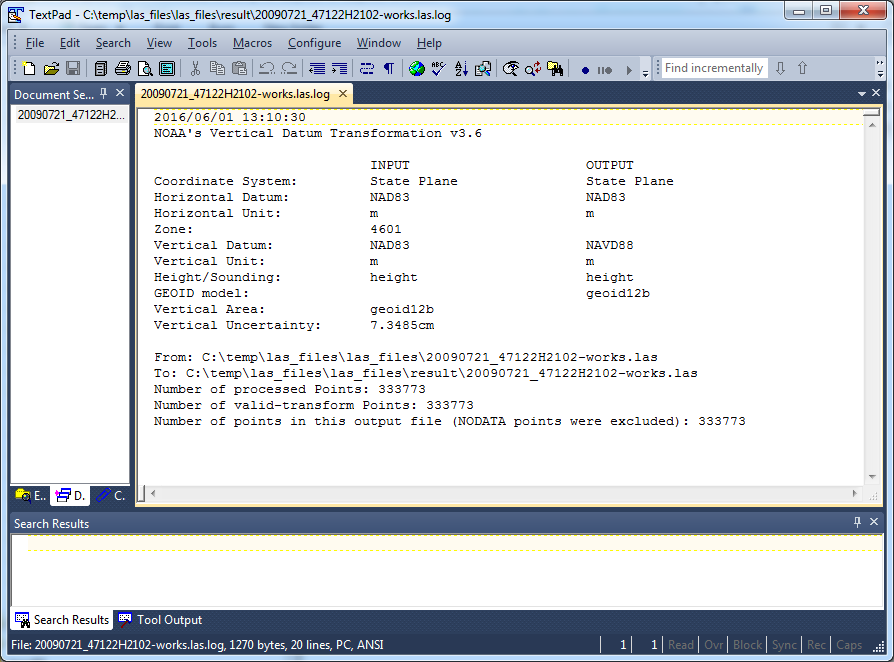 TextPad - C:\temp\las_files\las_files\result\20090721_47122H2102-works.las.log
File Edit Search View Tools Macros Configure Window Help
Find incrementally
Document Se...
20090721_47122H2102-works.las.log
20090721_47122H2...
2016/06/01 13:10:30
NOAA's Vertical Datum Transformation v3.6
INPUT OUTPUT
Coordinate System: State Plane State Plane
Horizontal Datum: NAD83 NAD83
Horizontal Unit: m m
Zone: 4601
Vertical Datum: NAD83 NAVD88
Vertical Unit: m m
Height/Sounding: height height
GEOID model: geoid12b
Vertical Area: geoid12b
Vertical Uncertainty: 7.3485cm
From: C:\temp\las_files\las_files\20090721_47122H2102-works.las
To: C:\temp\las_files\las_files\result\20090721_47122H2102-works.las
Number of processed Points: 333773
Number of valid-transform Points: 333773
Number of points in this output file (NODATA points were excluded): 333773
E.. D. C.
Search Results
Search Results Tool Output
File: 20090721_47122H2102-works.las.log, 1270 bytes, 20 lines, PC, ANSI 1 1 Read Ovr Block Sync Rec Caps